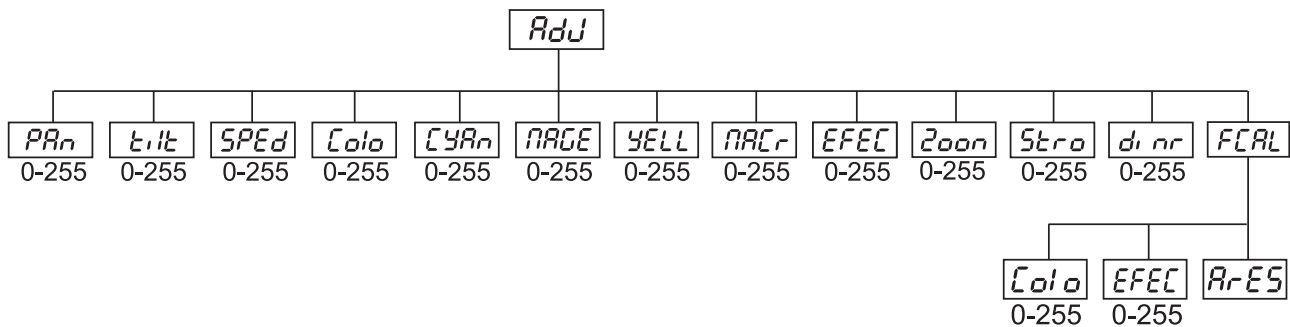 AdJ
PAn tilt SPEd Colo CYAn MAGE YELL MACr EFEC Zoom Stro dimr FCAL
0-255 0-255 0-255 0-255 0-255 0-255 0-255 0-255 0-255 0-255 0-255 0-255
Colo EFEC ArES
0-255 0-255